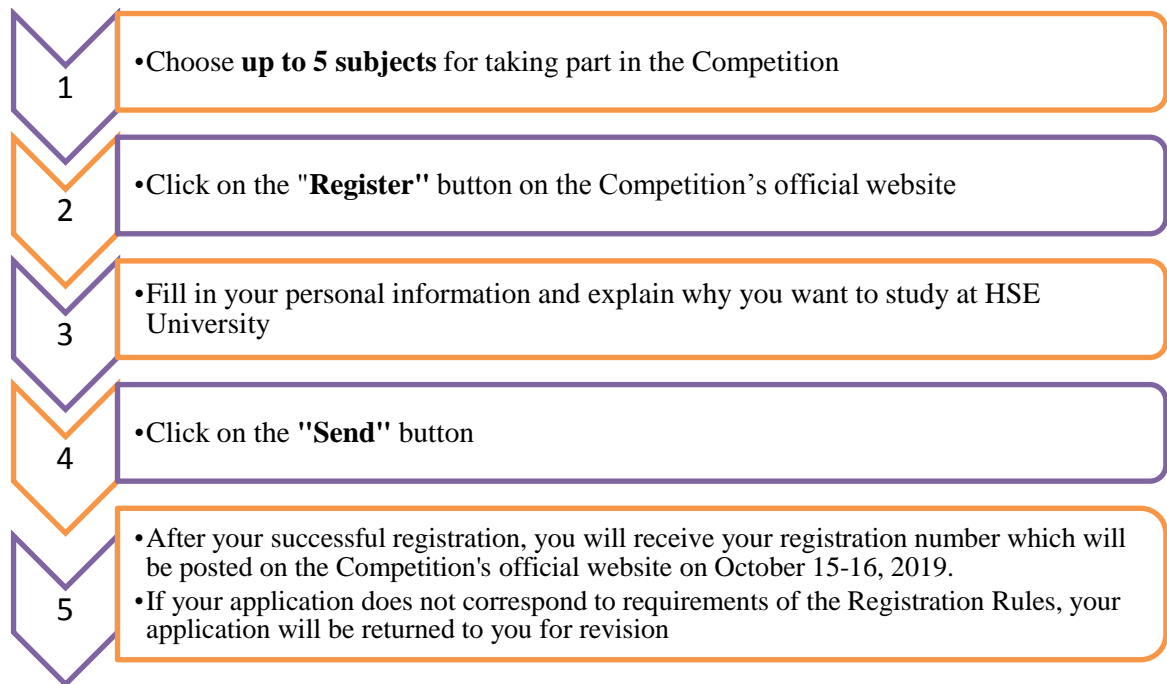 1
•Choose up to 5 subjects for taking part in the Competition
2
•Click on the "Register" button on the Competition’s official website
3
•Fill in your personal information and explain why you want to study at HSE
University
4
•Click on the "Send" button
5
•After your successful registration, you will receive your registration number which will
be posted on the Competition's official website on October 15-16, 2019.
•If your application does not correspond to requirements of the Registration Rules, your
application will be returned to you for revision